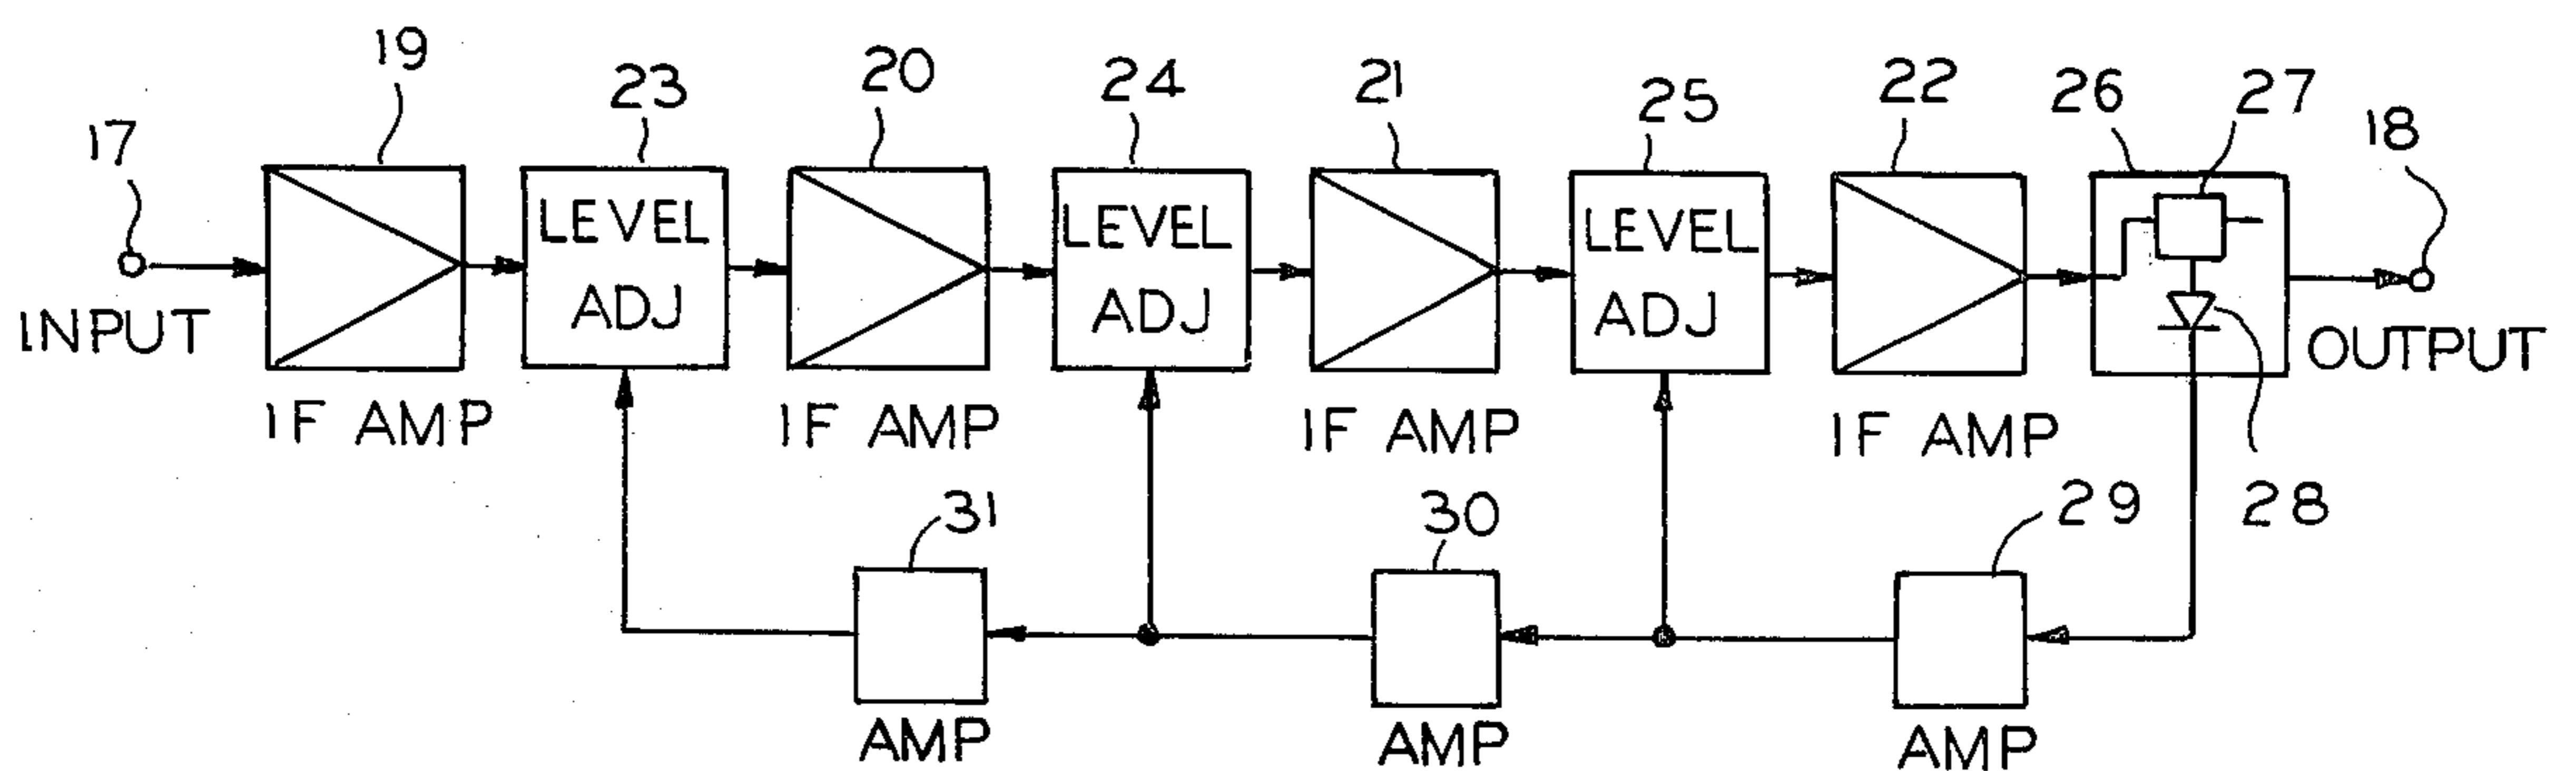 17
19
23
20
24
21
25
22
26
27
18
INPUT
LEVEL
ADJ
LEVEL
ADJ
LEVEL
ADJ
OUTPUT
IF AMP
IF AMP
IF AMP
IF AMP
31
30
29
28
AMP
AMP
AMP